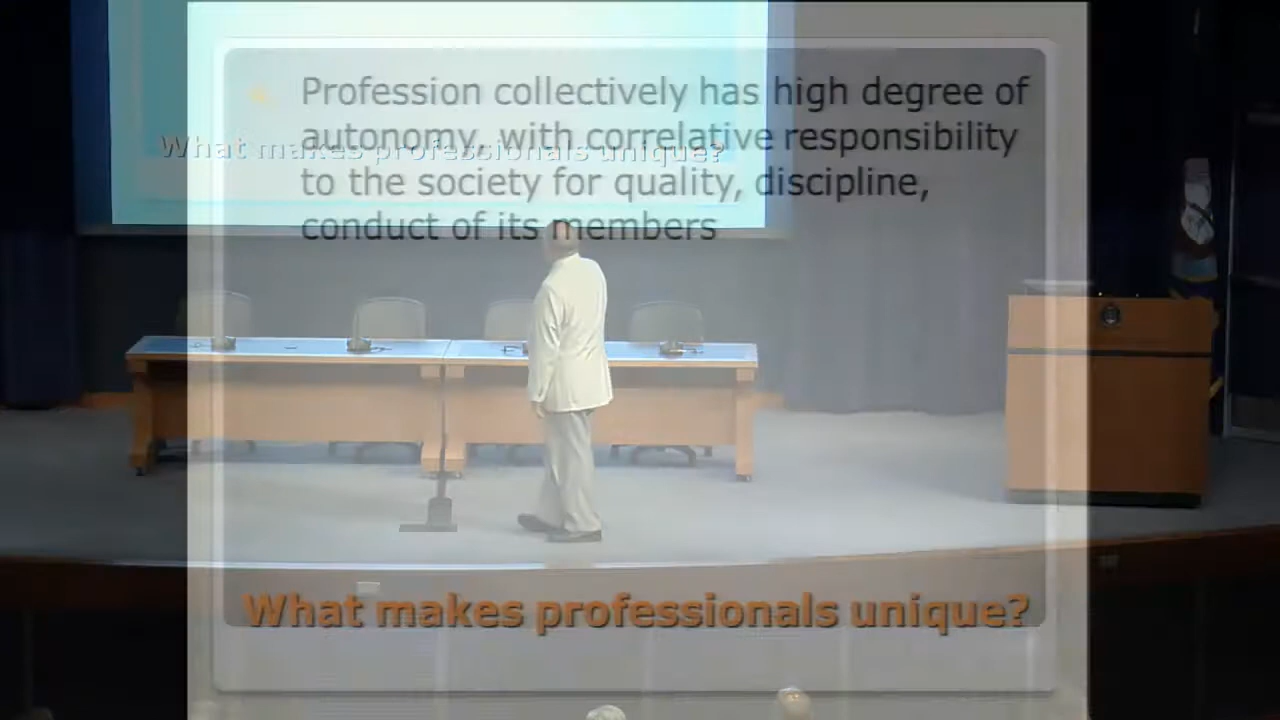 Profession collectively has high degree of
autonomy, with correlative responsibility
to the society for quality, discipline,
conduct of its members
What makes professionals unique?
What makes professionals unique?